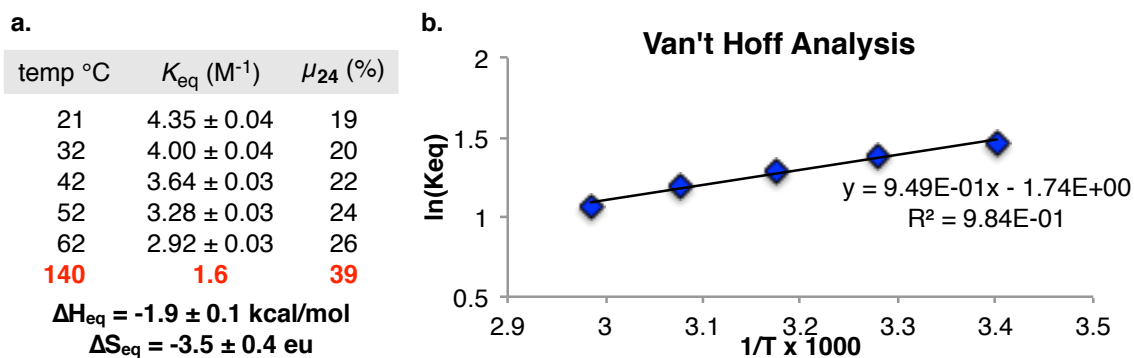 a.
temp °C Keq (M-1) μ24 (%)
21 4.35 ± 0.04 19
32 4.00 ± 0.04 20
42 3.64 ± 0.03 22
52 3.28 ± 0.03 24
62 2.92 ± 0.03 26
140 1.6 39
ΔHeq = -1.9 ± 0.1 kcal/mol
ΔSeq = -3.5 ± 0.4 eu
b.
Van't Hoff Analysis
ln(Keq)
2
1.5
1
0.5
y = 9.49E-01x - 1.74E+00
R² = 9.84E-01
2.9 3 3.1 3.2 3.3 3.4 3.5
1/T x 1000